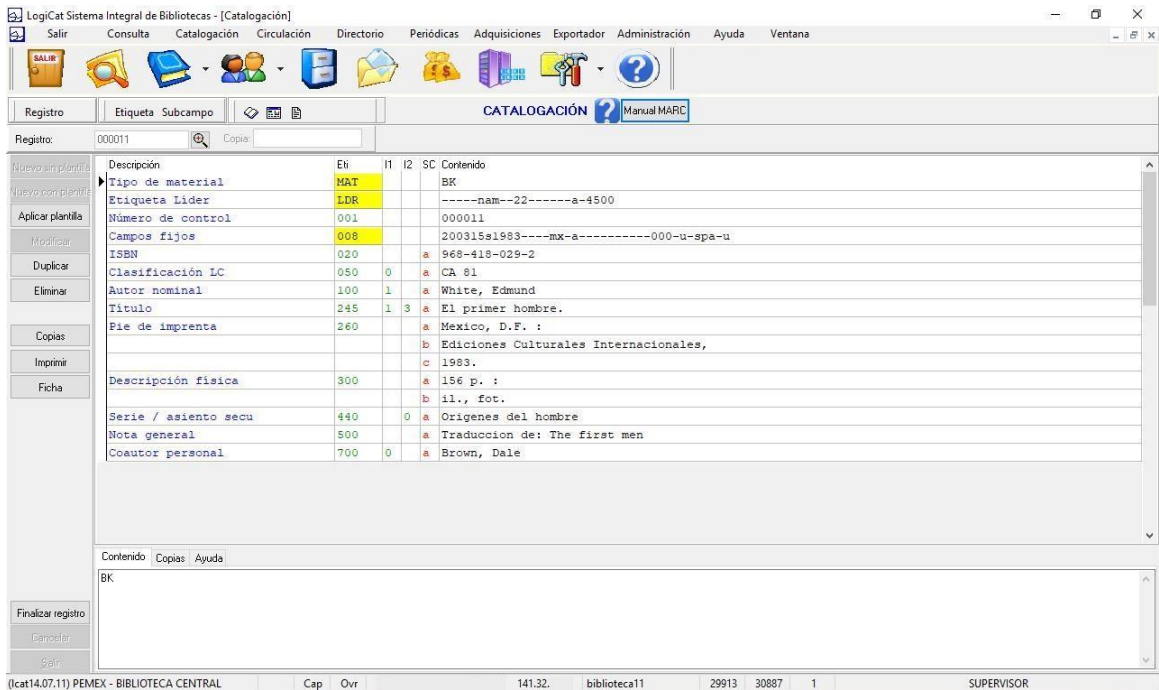 LogiCat Sistema Integral de Bibliotecas - [Catalogación]
Salir Consulta Catalogación Circulación Directorio Periódicas Adquisiciones Exportador Administración Ayuda Ventana
SALIR
Registro Etiqueta Subcampo CATALOGACIÓN Manual MARC
Registro: 000011 Copia:
Nuevo sin plantilla
Nuevo con plantilla
Aplicar plantilla
Modificar
Duplicar
Eliminar
Copias
Imprimir
Ficha
Descripción Eti I1 I2 SC Contenido
Tipo de material MAT BK
Etiqueta Líder LDR -----nam--22------a-4500
Número de control 001 000011
Campos fijos 008 200315s1983----mx-a----------000-u-spa-u
ISBN 020 a 968-418-029-2
Clasificación LC 050 0 a CA 81
Autor nominal 100 1 a White, Edmund
Título 245 1 3 a El primer hombre.
Pie de imprenta 260 a Mexico, D.F. :
b Ediciones Culturales Internacionales,
c 1983.
Descripción física 300 a 156 p. :
b il., fot.
Serie / asiento secu 440 0 a Origenes del hombre
Nota general 500 a Traduccion de: The first men
Coautor personal 700 0 a Brown, Dale
Contenido Copias Ayuda
BK
Finalizar registro
Cancelar
Salir
(lcat14.07.11) PEMEX - BIBLIOTECA CENTRAL Cap Ovr 141.32. biblioteca11 29913 30887 1 SUPERVISOR